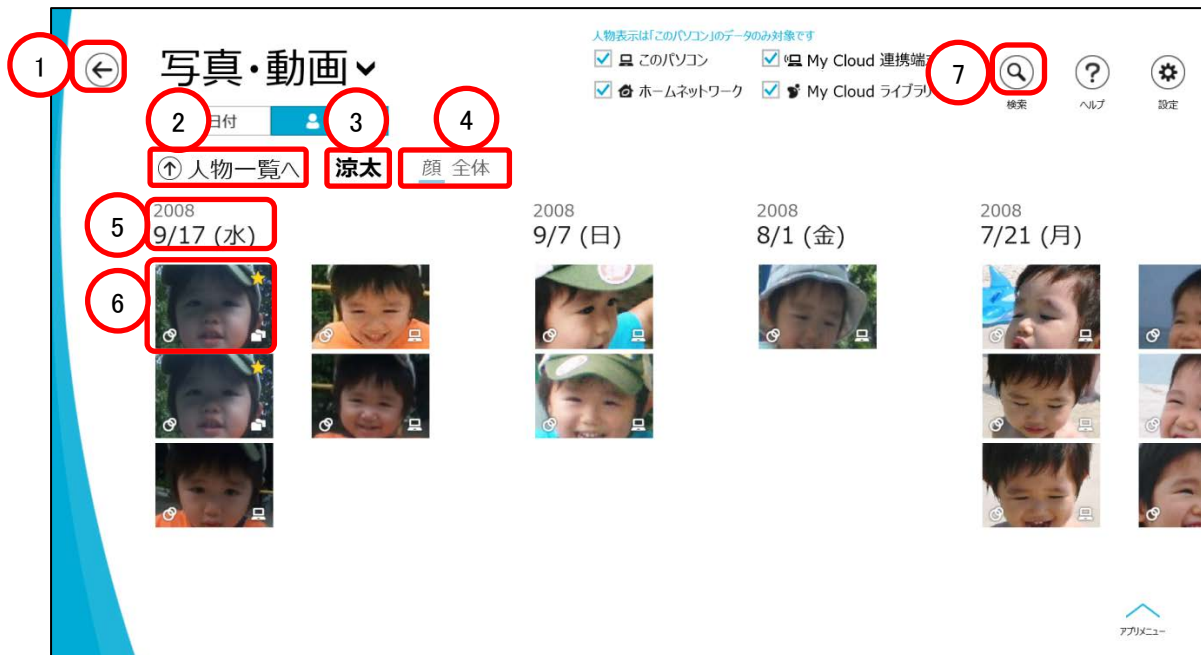 人物表示は「このパソコン」のデータのみ対象です
1
写真・動画
このパソコン
My Cloud 連携端
7
ホームネットワーク
My Cloud ライブラリ
検索
ヘルプ
設定
2
日付
3
4
人物一覧へ
涼太
顔 全体
5
2008
9/17 (水)
2008
9/7 (日)
2008
8/1 (金)
2008
7/21 (月)
6
アプリメニュー